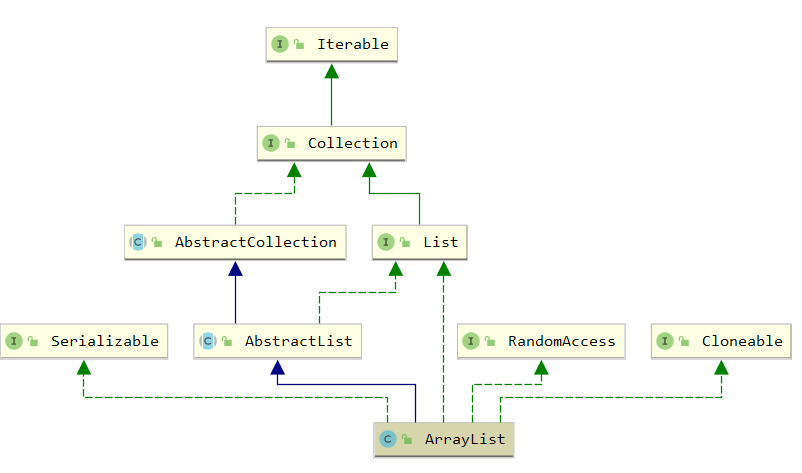 I Iterable
I Collection
C AbstractCollection
I List
I Serializable
C AbstractList
I RandomAccess
I Cloneable
C ArrayList